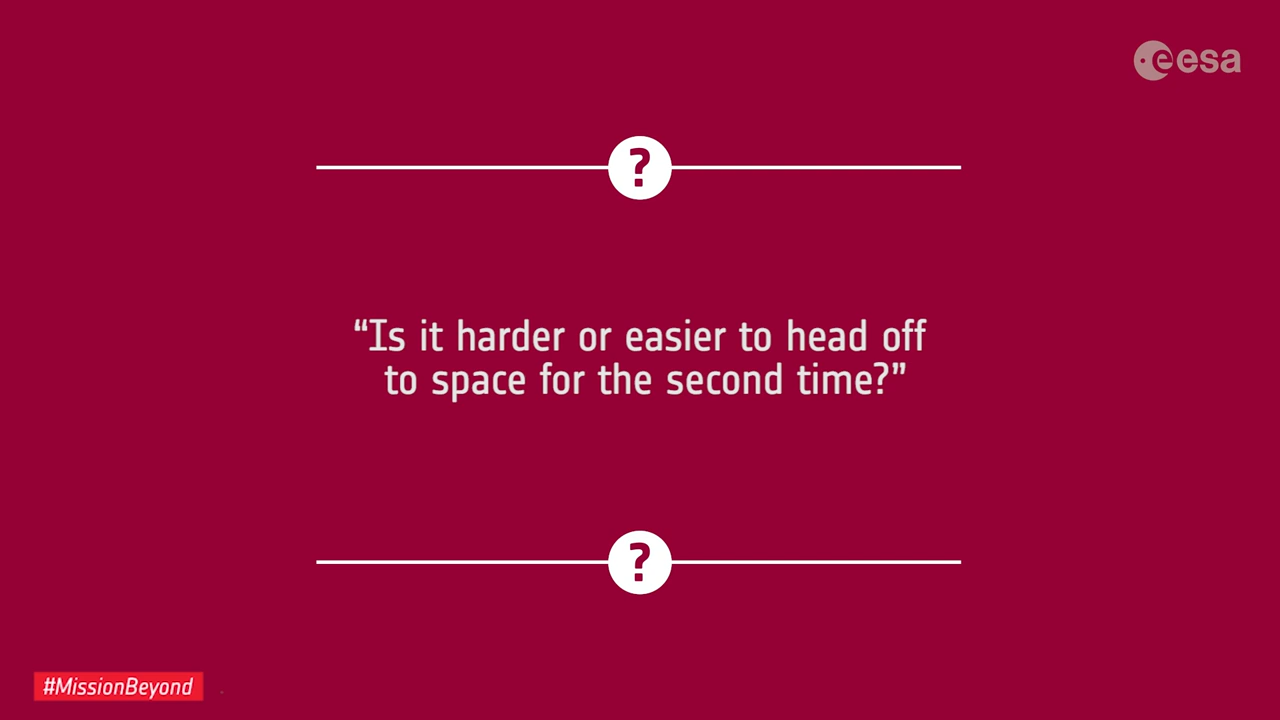 esa
?
“Is it harder or easier to head off
to space for the second time?”
?
#MissionBeyond